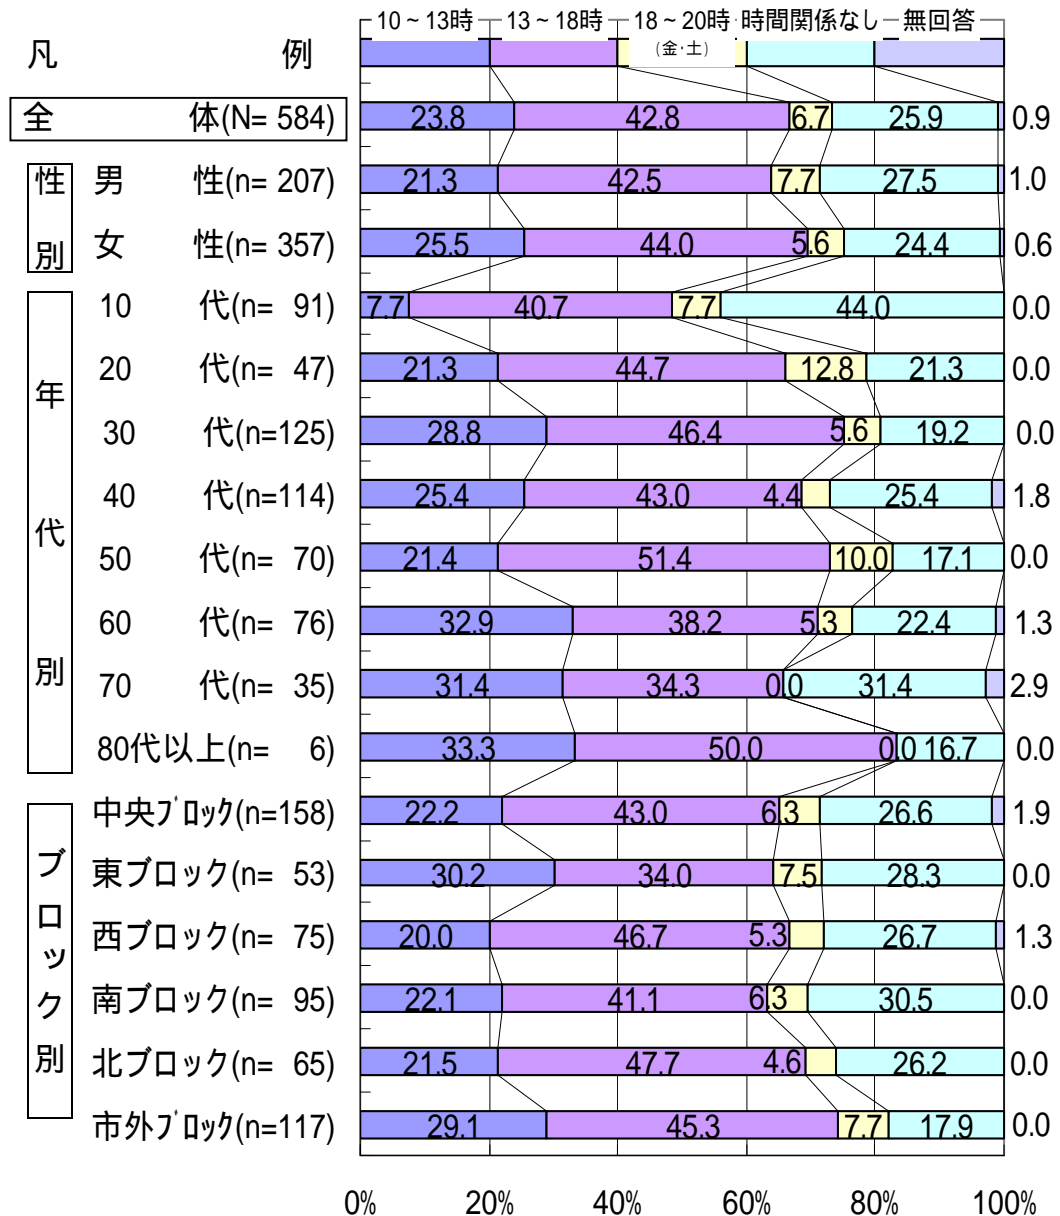 10～13時 13～18時 18～20時 時間関係なし 無回答
(金・土)
凡 例
全 体(N= 584) 23.8 42.8 6.7 25.9 0.9
性別
男 性(n= 207) 21.3 42.5 7.7 27.5 1.0
女 性(n= 357) 25.5 44.0 5.6 24.4 0.6
年代別
10 代(n= 91) 7.7 40.7 7.7 44.0 0.0
20 代(n= 47) 21.3 44.7 12.8 21.3 0.0
30 代(n=125) 28.8 46.4 5.6 19.2 0.0
40 代(n=114) 25.4 43.0 4.4 25.4 1.8
50 代(n= 70) 21.4 51.4 10.0 17.1 0.0
60 代(n= 76) 32.9 38.2 5.3 22.4 1.3
70 代(n= 35) 31.4 34.3 0.0 31.4 2.9
80代以上(n= 6) 33.3 50.0 0.0 16.7 0.0
ブロック別
中央ﾌﾞﾛｯｸ(n=158) 22.2 43.0 6.3 26.6 1.9
東ブロック(n= 53) 30.2 34.0 7.5 28.3 0.0
西ブロック(n= 75) 20.0 46.7 5.3 26.7 1.3
南ブロック(n= 95) 22.1 41.1 6.3 30.5 0.0
北ブロック(n= 65) 21.5 47.7 4.6 26.2 0.0
市外ﾌﾞﾛｯｸ(n=117) 29.1 45.3 7.7 17.9 0.0
0% 20% 40% 60% 80% 100%